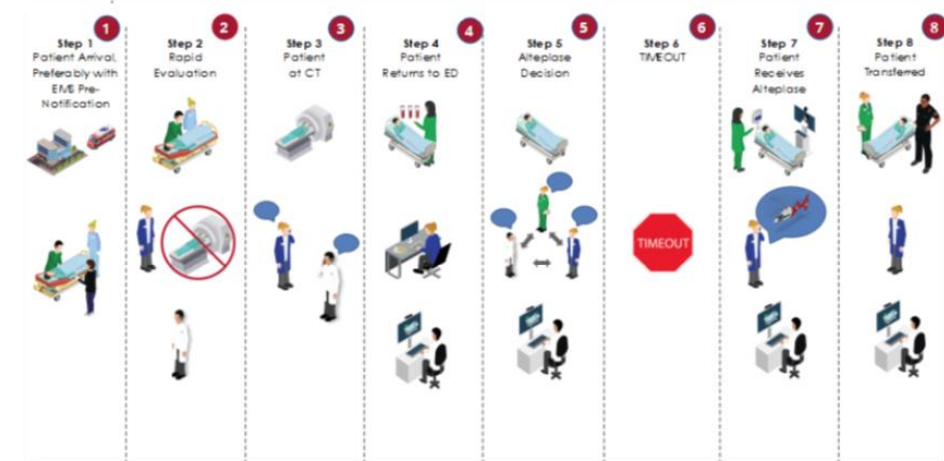 1
Step 1
Patient Arrival,
Preferably with
EMS Pre-
Notification
2
Step 2
Rapid
Evaluation
3
Step 3
Patient
at CT
4
Step 4
Patient
Returns to ED
5
Step 5
Alteplase
Decision
6
Step 6
TIMEOUT
TIMEOUT
7
Step 7
Patient
Receives
Alteplase
8
Step 8
Patient
Transferred